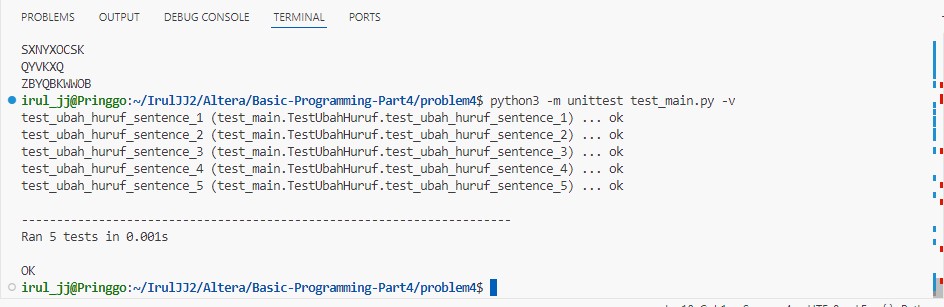 PROBLEMS OUTPUT DEBUG CONSOLE TERMINAL PORTS
SXNYXOCSK
QYVKXQ
ZBYQBKWWOB
irul_jj@Pringgo:~/IrulJJ2/Altera/Basic-Programming-Part4/problem4$ python3 -m unittest test_main.py -v
test_ubah_huruf_sentence_1 (test_main.TestUbahHuruf.test_ubah_huruf_sentence_1) ... ok
test_ubah_huruf_sentence_2 (test_main.TestUbahHuruf.test_ubah_huruf_sentence_2) ... ok
test_ubah_huruf_sentence_3 (test_main.TestUbahHuruf.test_ubah_huruf_sentence_3) ... ok
test_ubah_huruf_sentence_4 (test_main.TestUbahHuruf.test_ubah_huruf_sentence_4) ... ok
test_ubah_huruf_sentence_5 (test_main.TestUbahHuruf.test_ubah_huruf_sentence_5) ... ok
----------------------------------------------------------------------
Ran 5 tests in 0.001s
OK
irul_jj@Pringgo:~/IrulJJ2/Altera/Basic-Programming-Part4/problem4$